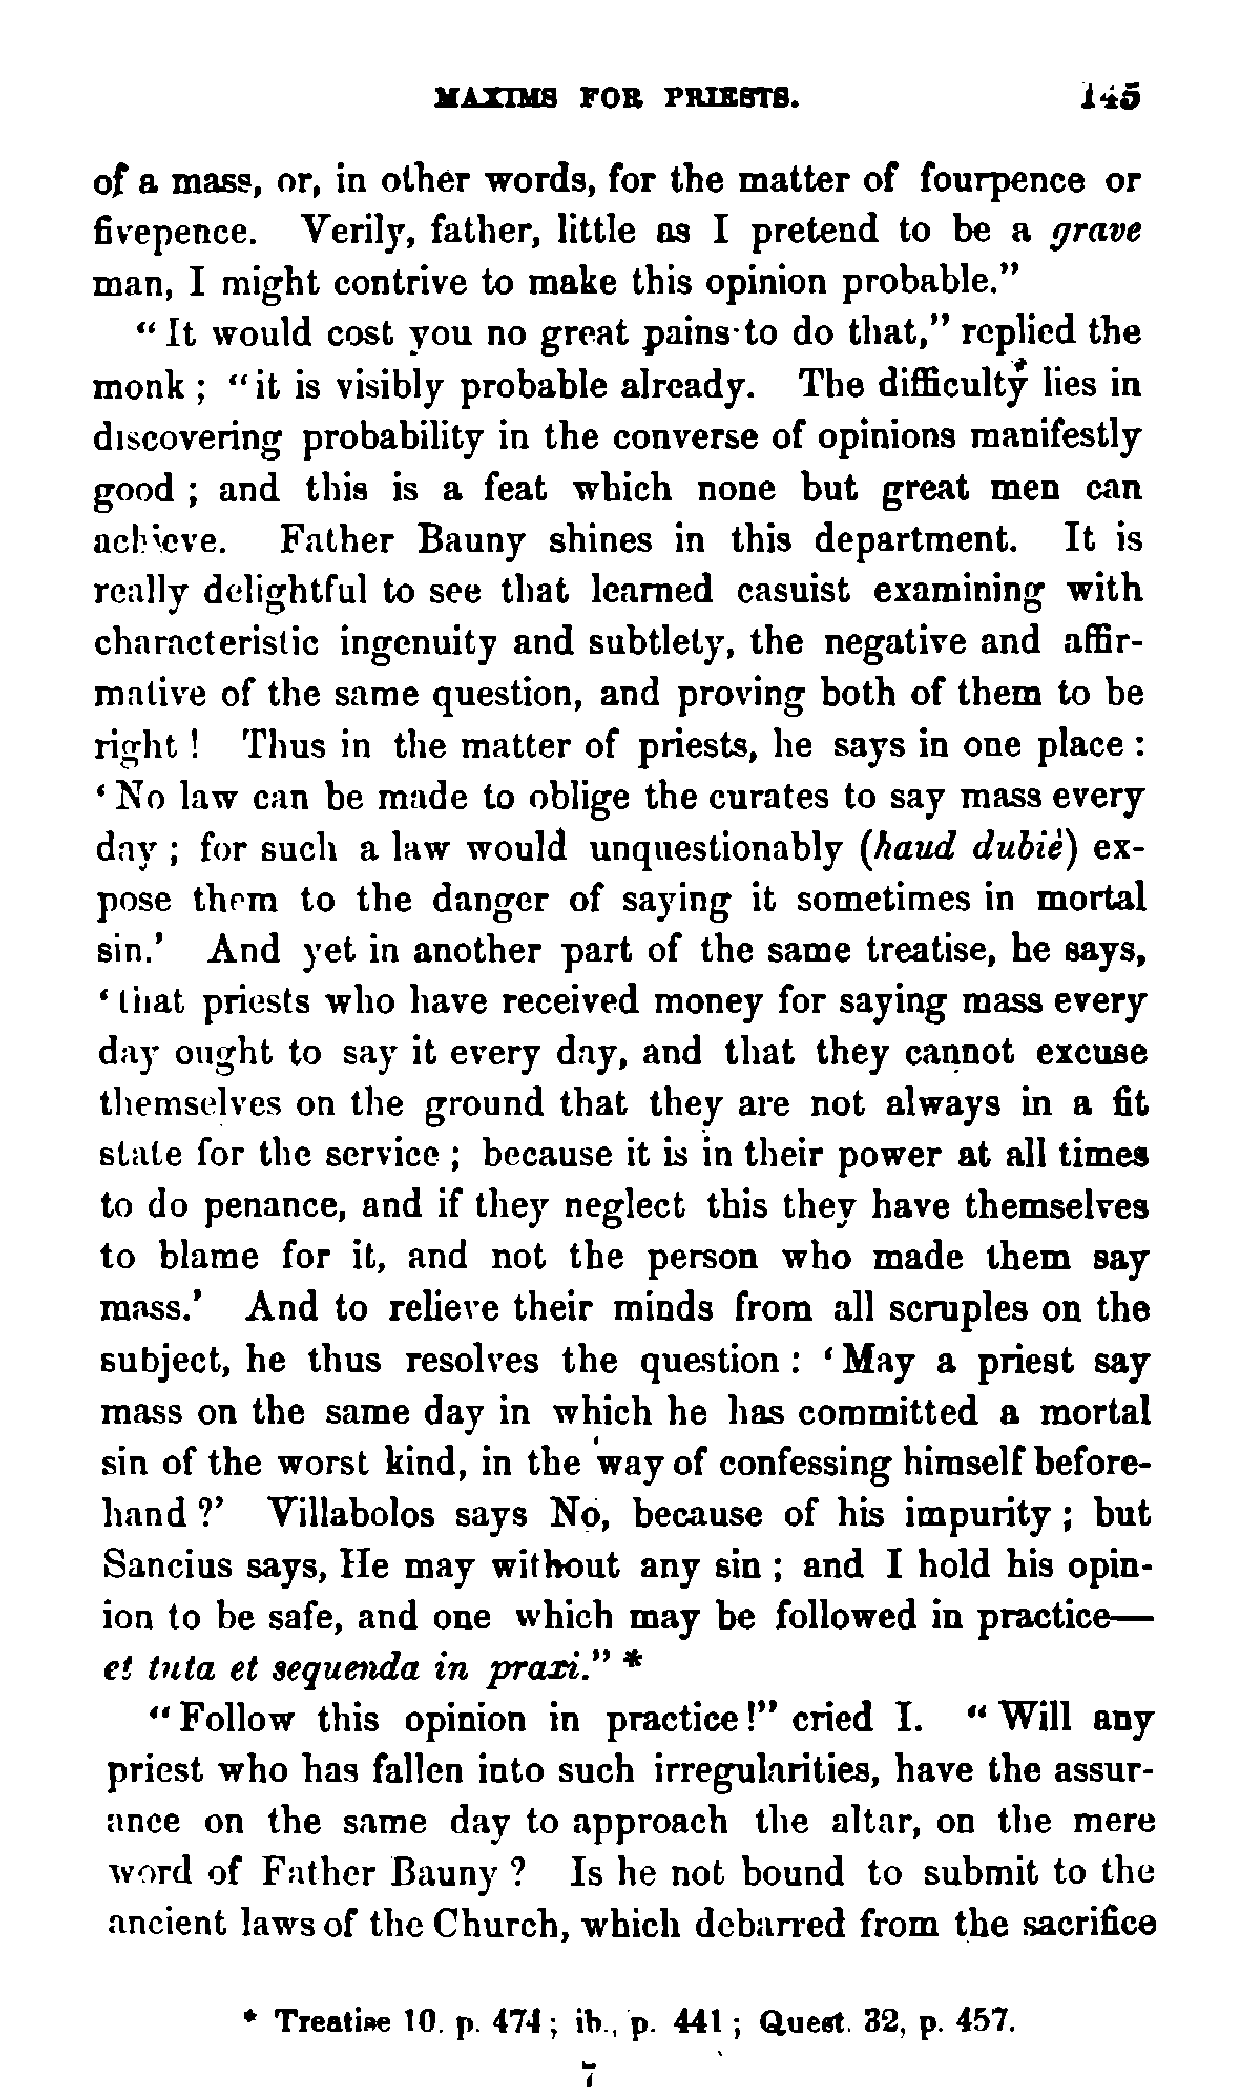 MAXIMS FOR PRIESTS. 145
of a mass, or, in other words, for the matter of fourpence or
fivepence. Verily, father, little as I pretend to be a grave
man, I might contrive to make this opinion probable."
"It would cost you no great pains to do that," replied the
monk ; "it is visibly probable already. The difficulty lies in
discovering probability in the converse of opinions manifestly
good ; and this is a feat which none but great men can
achieve. Father Bauny shines in this department. It is
really delightful to see that learned casuist examining with
characteristic ingenuity and subtlety, the negative and affir-
mative of the same question, and proving both of them to be
right ! Thus in the matter of priests, he says in one place :
'No law can be made to oblige the curates to say mass every
day ; for such a law would unquestionably (haud dubiè) ex-
pose them to the danger of saying it sometimes in mortal
sin.' And yet in another part of the same treatise, he says,
'that priests who have received money for saying mass every
day ought to say it every day, and that they cannot excuse
themselves on the ground that they are not always in a fit
state for the service ; because it is in their power at all times
to do penance, and if they neglect this they have themselves
to blame for it, and not the person who made them say
mass.' And to relieve their minds from all scruples on the
subject, he thus resolves the question : 'May a priest say
mass on the same day in which he has committed a mortal
sin of the worst kind, in the way of confessing himself before-
hand ?' Villabolos says No, because of his impurity ; but
Sancius says, He may without any sin ; and I hold his opin-
ion to be safe, and one which may be followed in practice—
et tuta et sequenda in praxi." *
"Follow this opinion in practice !" cried I. "Will any
priest who has fallen into such irregularities, have the assur-
ance on the same day to approach the altar, on the mere
word of Father Bauny ? Is he not bound to submit to the
ancient laws of the Church, which debarred from the sacrifice
* Treatise 10. p. 474 ; ib., p. 441 ; Quest. 32, p. 457.
7